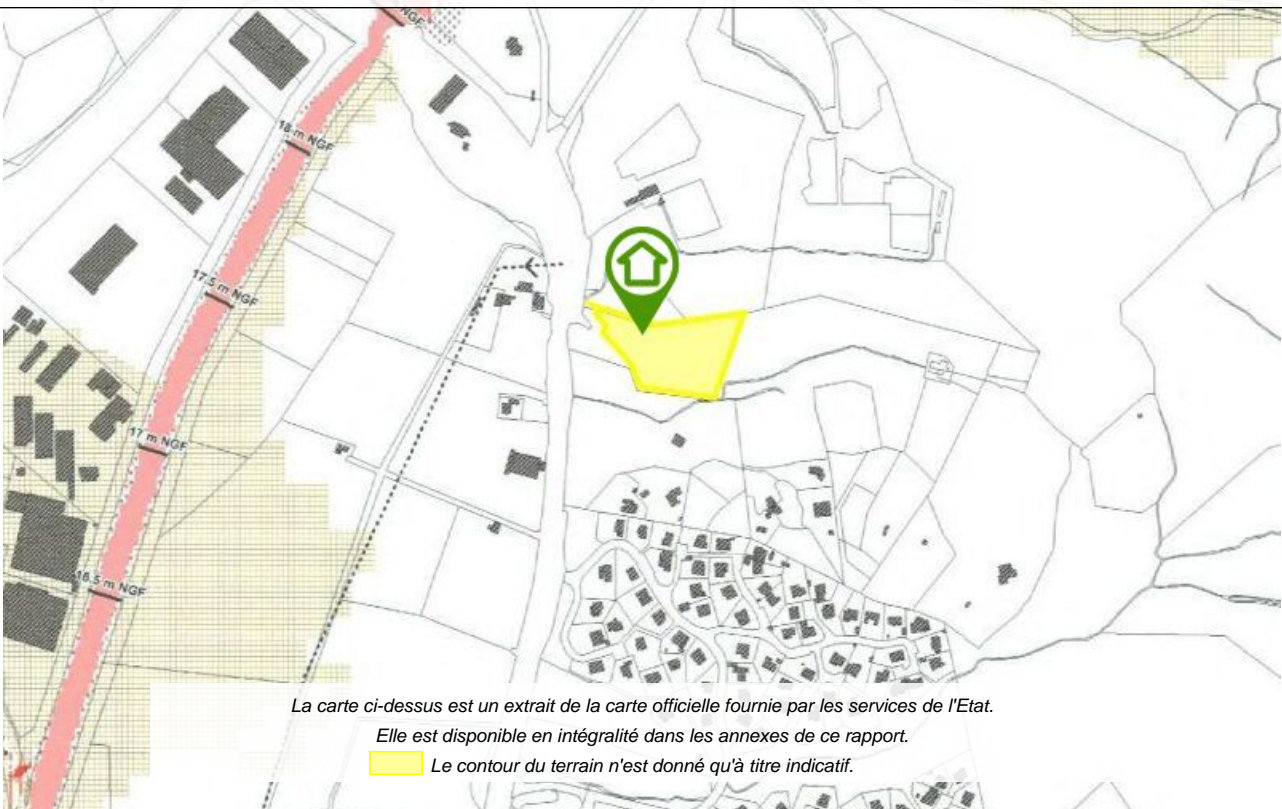 18 m NGF
17.5 m NGF
17 m NGF
16.5 m NGF
La carte ci-dessus est un extrait de la carte officielle fournie par les services de l'Etat.
Elle est disponible en intégralité dans les annexes de ce rapport.
Le contour du terrain n'est donné qu'à titre indicatif.